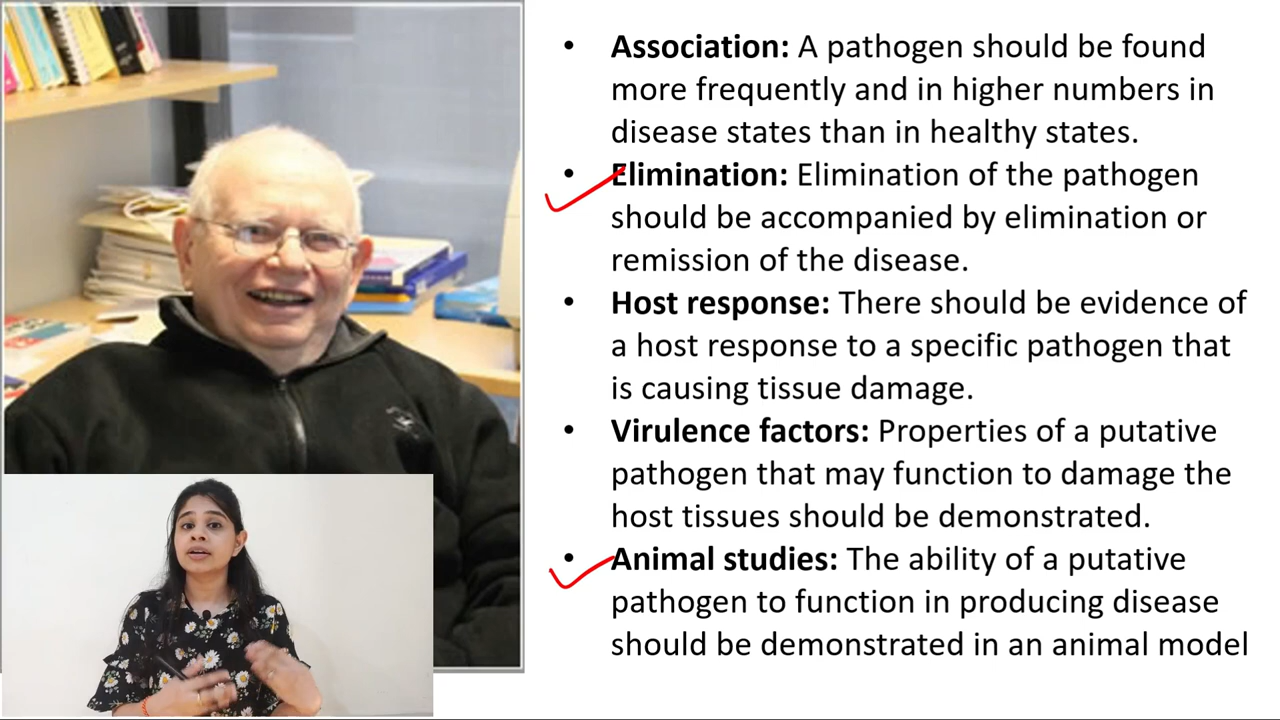 • Association: A pathogen should be found
more frequently and in higher numbers in
disease states than in healthy states.
• Elimination: Elimination of the pathogen
should be accompanied by elimination or
remission of the disease.
• Host response: There should be evidence of
a host response to a specific pathogen that
is causing tissue damage.
• Virulence factors: Properties of a putative
pathogen that may function to damage the
host tissues should be demonstrated.
• Animal studies: The ability of a putative
pathogen to function in producing disease
should be demonstrated in an animal model